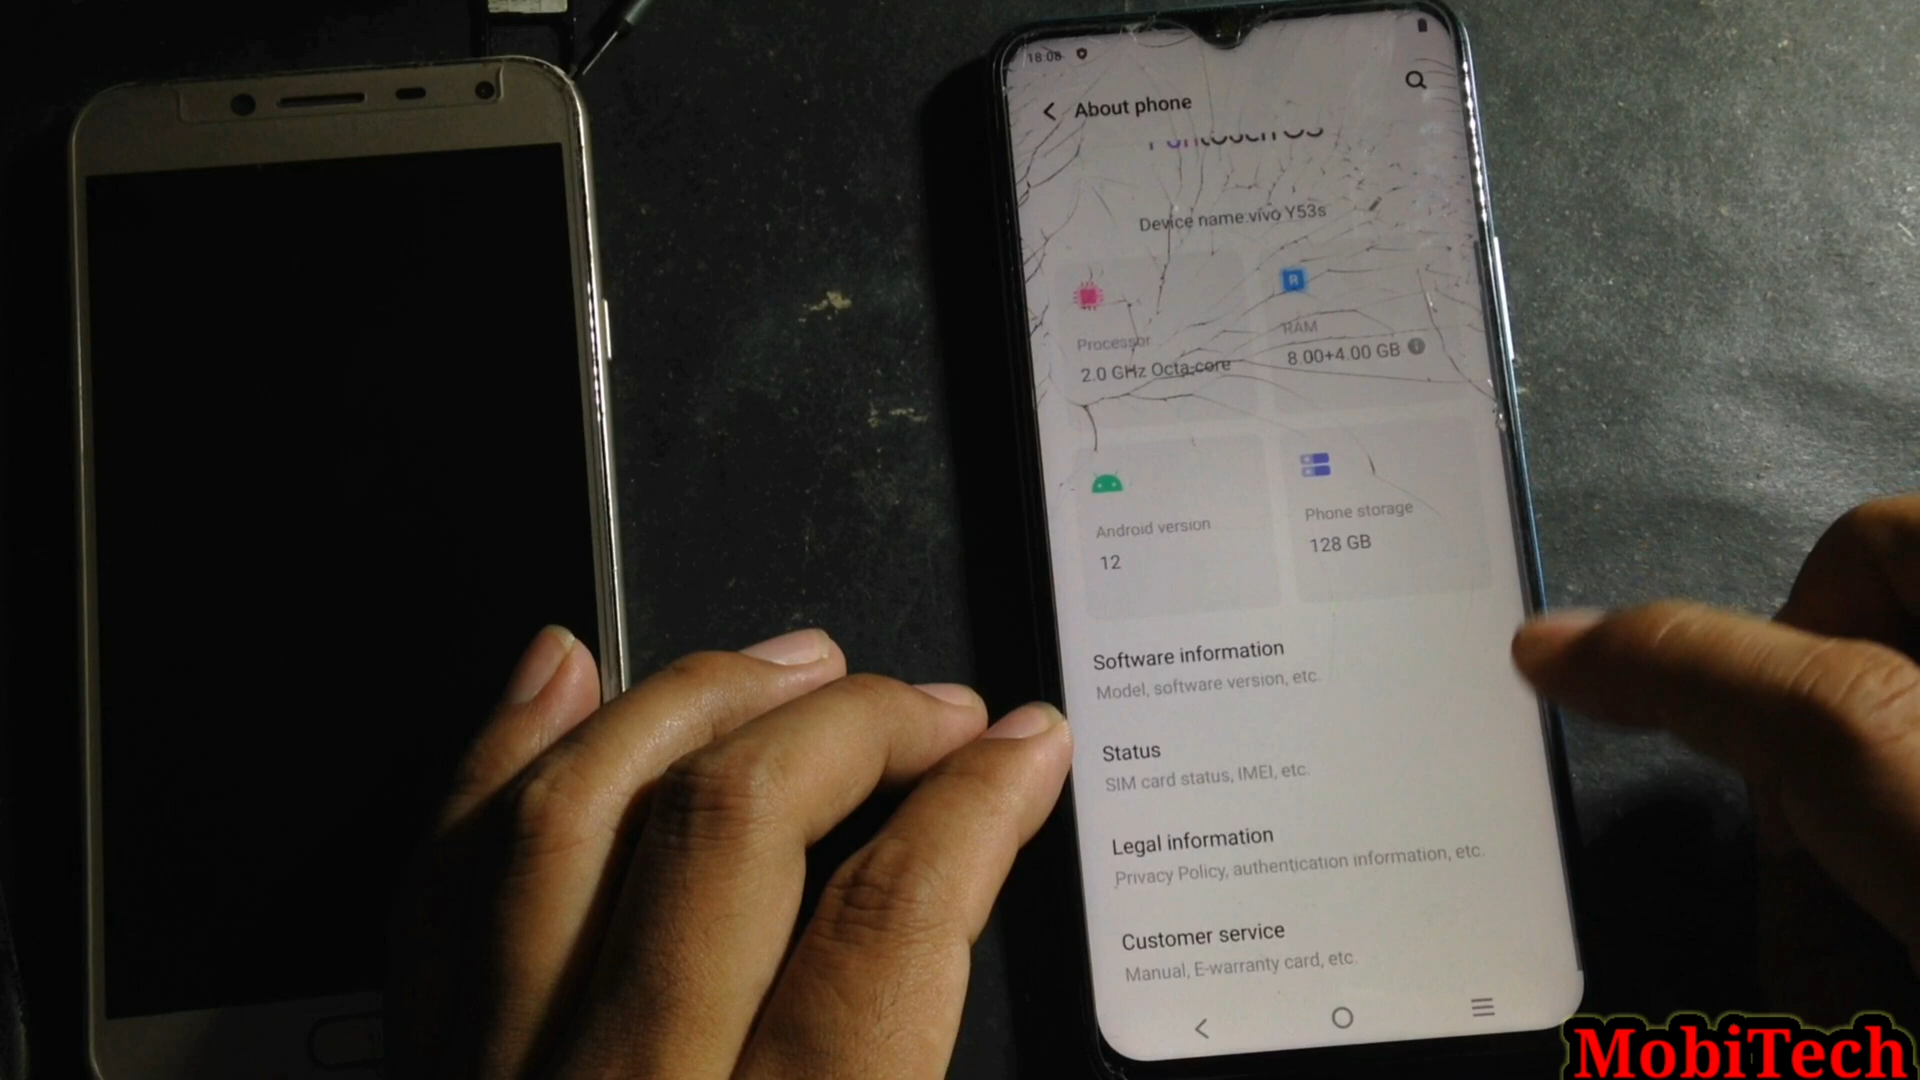 18:08
About phone
Funtouch OS
Device name:vivo Y53s
R
Processor
2.0 GHz Octa-core
RAM
8.00+4.00 GB
Android version
12
Phone storage
128 GB
Software information
Model, software version, etc.
Status
SIM card status, IMEI, etc.
Legal information
Privacy Policy, authentication information, etc.
Customer service
Manual, E-warranty card, etc.
MobiTech